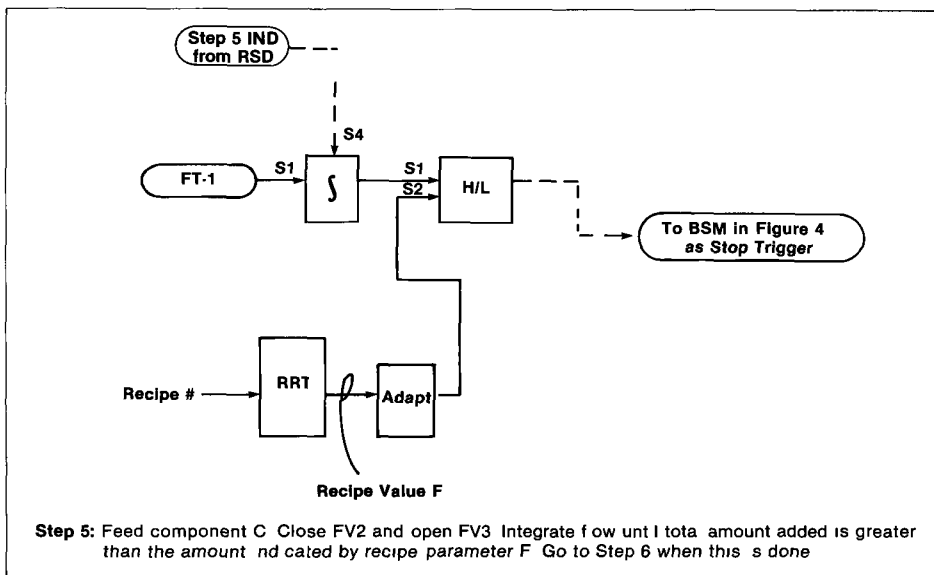 Step 5 IND
from RSD
S4
FT-1
S1
∫
S1
S2
H/L
To BSM in Figure 4
as Stop Trigger
Recipe #
RRT
Adapt
Recipe Value F
Step 5: Feed component C Close FV2 and open FV3 Integrate f ow unt l tota amount added is greater
than the amount nd cated by recipe parameter F Go to Step 6 when this s done